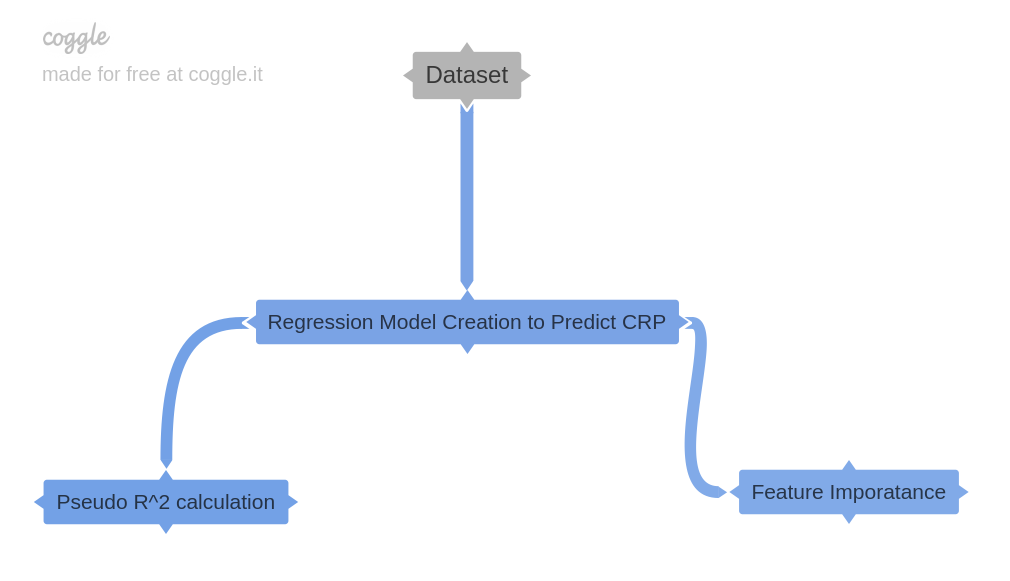 coggle
made for free at coggle.it
Dataset
Regression Model Creation to Predict CRP
Pseudo R^2 calculation
Feature Imporatance